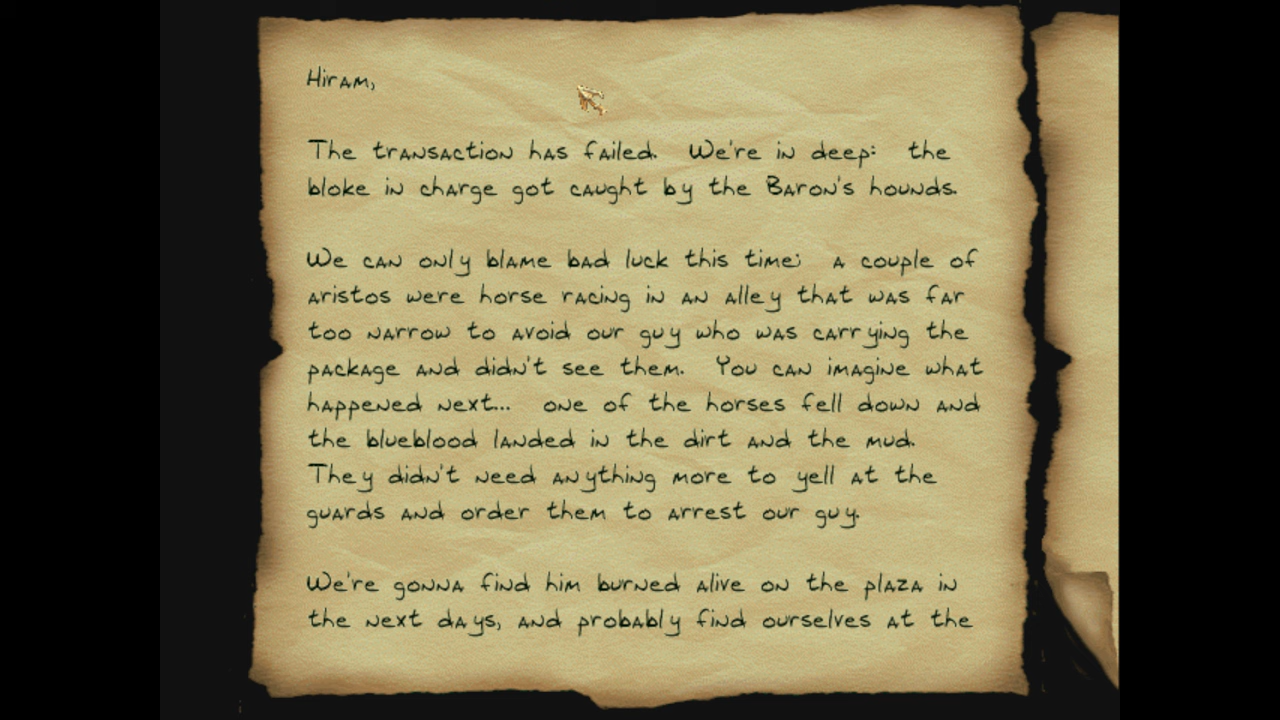 Hiram,
The transaction has failed. We're in deep: the
bloke in charge got caught by the Baron's hounds.
We can only blame bad luck this time: a couple of
aristos were horse racing in an alley that was far
too narrow to avoid our guy who was carrying the
package and didn't see them. You can imagine what
happened next... one of the horses fell down and
the blueblood landed in the dirt and the mud.
They didn't need anything more to yell at the
guards and order them to arrest our guy.
We're gonna find him burned alive on the plaza in
the next days, and probably find ourselves at the